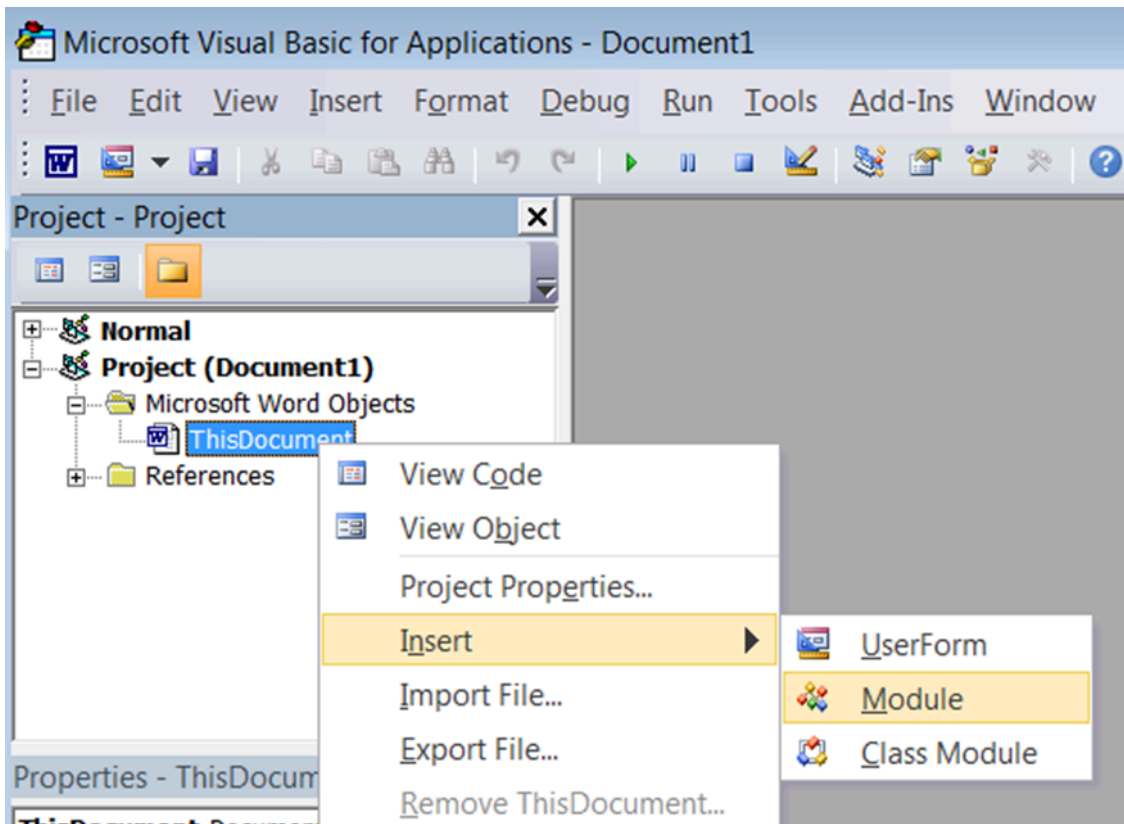 Microsoft Visual Basic for Applications - Document1
File Edit View Insert Format Debug Run Tools Add-Ins Window
Project - Project
Normal
Project (Document1)
Microsoft Word Objects
ThisDocument
References
View Code
View Object
Project Properties...
Insert
UserForm
Import File...
Module
Export File...
Class Module
Remove ThisDocument...
Properties - ThisDocum
ThisDocument Documen